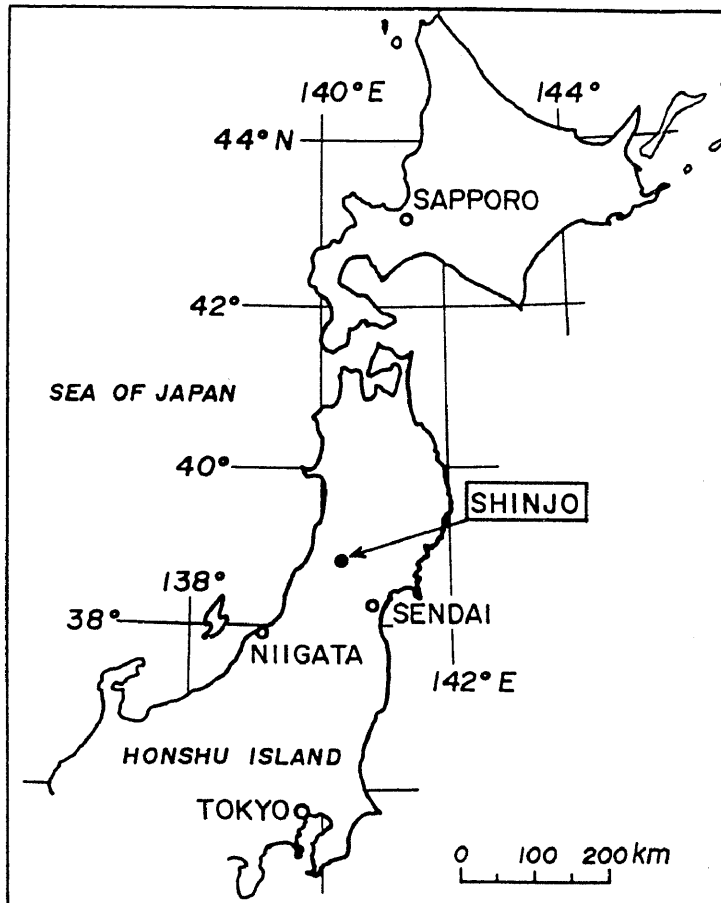 140°E
144°
44°N
SAPPORO
42°
SEA OF JAPAN
40°
SHINJO
138°
38°
SENDAI
NIIGATA
142°E
HONSHU ISLAND
TOKYO
0 100 200km